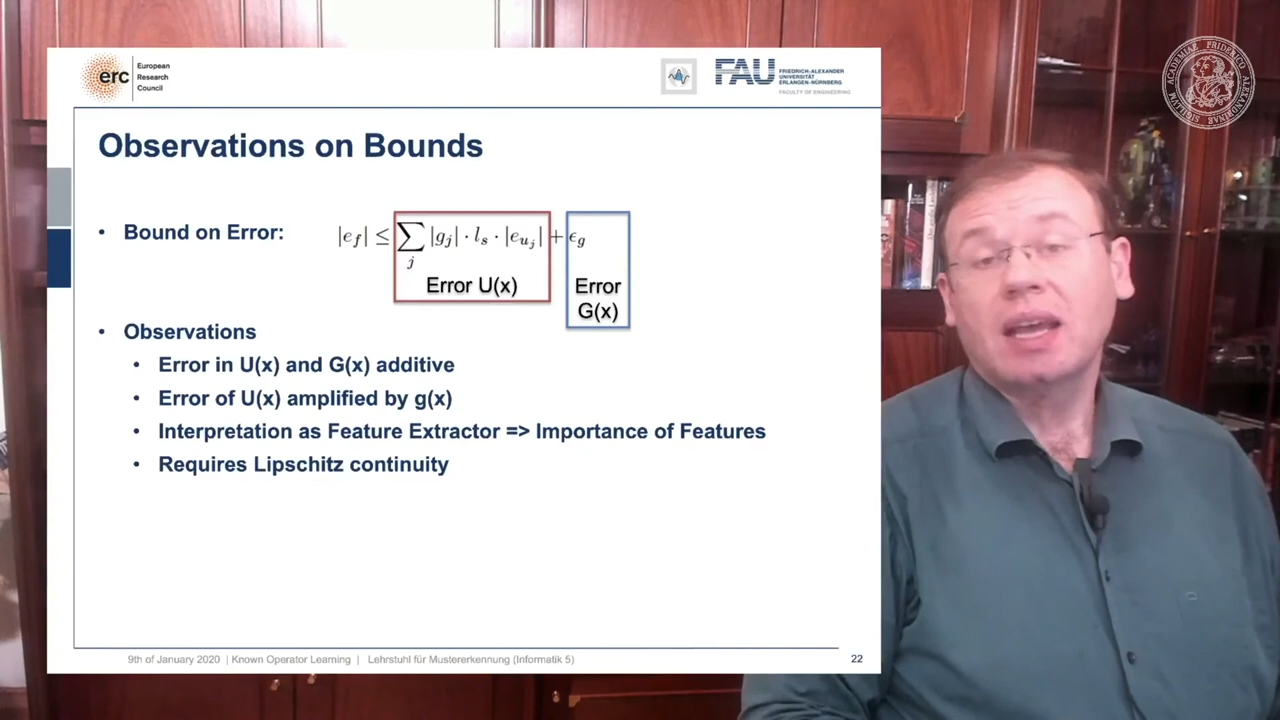 erc
European
Research
Council
FAU
FRIEDRICH-ALEXANDER
UNIVERSITÄT
ERLANGEN-NÜRNBERG
FACULTY OF ENGINEERING
Observations on Bounds
• Bound on Error: |e_f| ≤ ∑_j |g_j| · l_s · |e_{u_j}| + ϵ_g
Error U(x)
Error
G(x)
• Observations
• Error in U(x) and G(x) additive
• Error of U(x) amplified by g(x)
• Interpretation as Feature Extractor => Importance of Features
• Requires Lipschitz continuity
9th of January 2020 | Known Operator Learning | Lehrstuhl für Mustererkennung (Informatik 5)
22